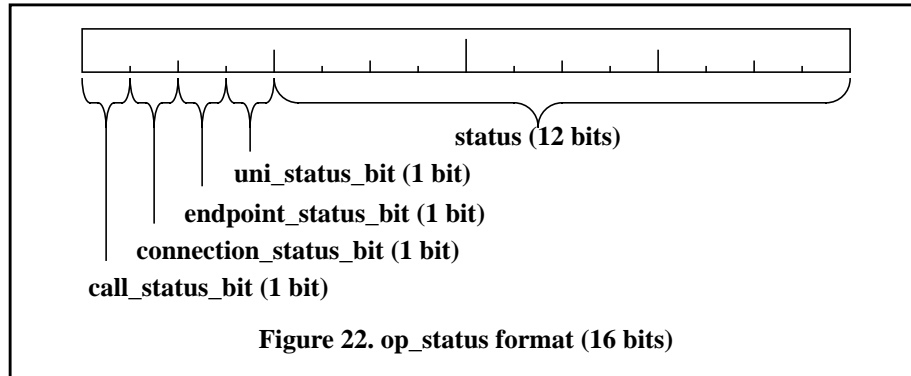 status (12 bits)
uni_status_bit (1 bit)
endpoint_status_bit (1 bit)
connection_status_bit (1 bit)
call_status_bit (1 bit)
Figure 22. op_status format (16 bits)